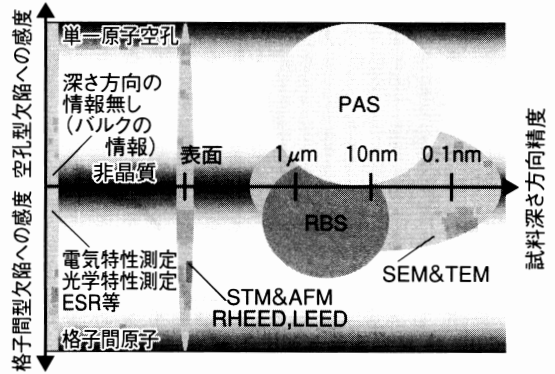 空孔型欠陥への感度
格子間型欠陥への感度
単一原子空孔
深さ方向の
情報無し
(バルクの
情報)
非晶質
表面
1μm
10nm
0.1nm
PAS
RBS
SEM&TEM
STM&AFM
RHEED,LEED
電気特性測定
光学特性測定
ESR等
格子間原子
試料深さ方向精度